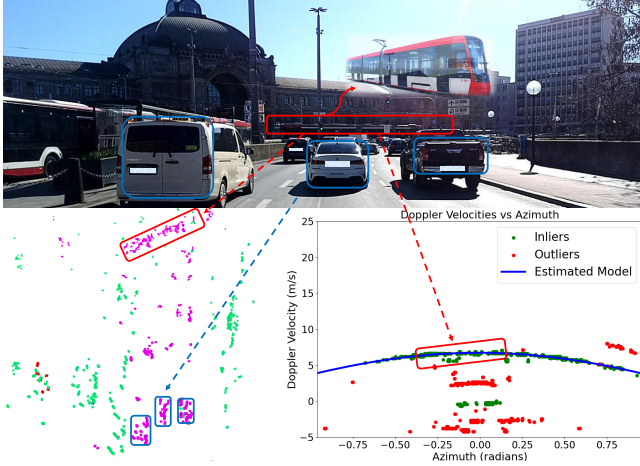 Doppler Velocities vs Azimuth
25
20
15
10
5
0
−5
Doppler Velocity (m/s)
Inliers
Outliers
Estimated Model
−0.75
−0.50
−0.25
0.00
0.25
0.50
0.75
Azimuth (radians)